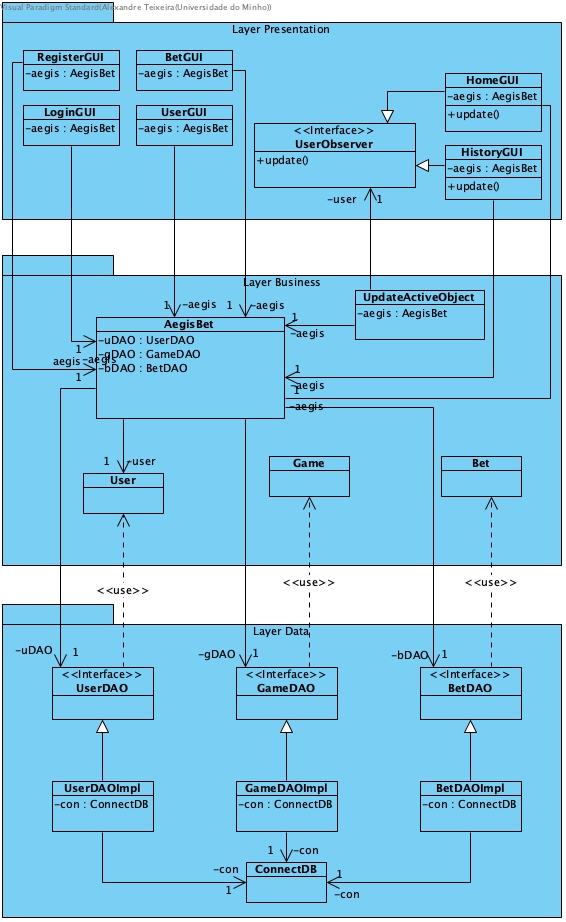 Visual Paradigm Standard(Alexandre Teixeira(Universidade do Minho))
Layer Presentation
RegisterGUI
-aegis : AegisBet
BetGUI
-aegis : AegisBet
LoginGUI
-aegis : AegisBet
UserGUI
-aegis : AegisBet
HomeGUI
-aegis : AegisBet
+update()
<<Interface>>
UserObserver
+update()
HistoryGUI
-aegis : AegisBet
+update()
-user
1
Layer Business
UpdateActiveObject
-aegis : AegisBet
1
-aegis
1
-aegis
AegisBet
-uDAO : UserDAO
-gDAO : GameDAO
-bDAO : BetDAO
1
-aegis
1
-aegis
aegis
1
1
-aegis
1
-aegis
1
-user
User
Game
Bet
<<use>>
<<use>>
<<use>>
Layer Data
-uDAO
1
-gDAO
1
-bDAO
1
<<Interface>>
UserDAO
<<Interface>>
GameDAO
<<Interface>>
BetDAO
UserDAOImpl
-con : ConnectDB
GameDAOImpl
-con : ConnectDB
BetDAOImpl
-con : ConnectDB
1
-con
-con
1
ConnectDB
1
-con